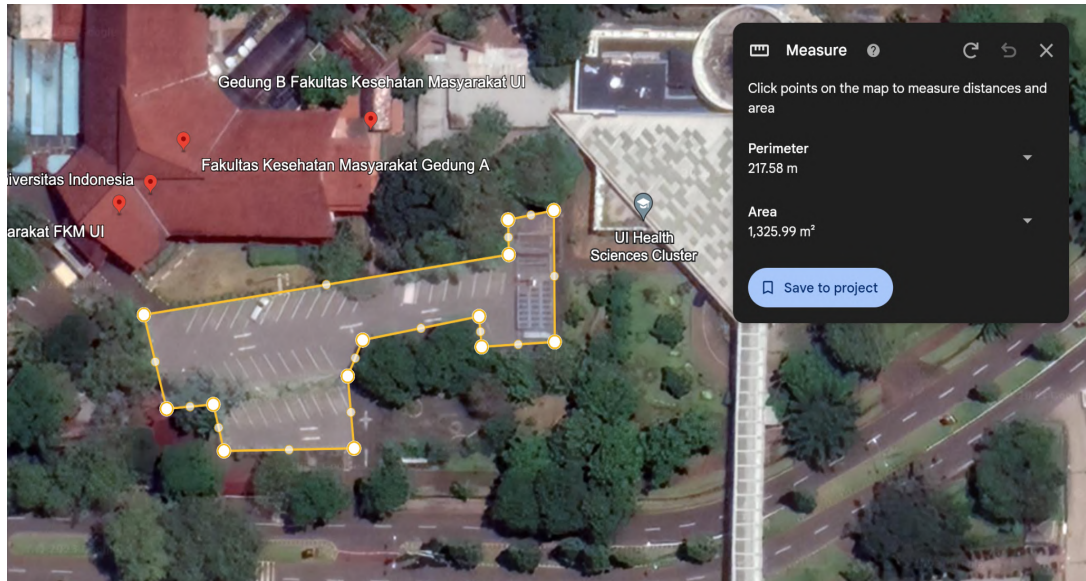 Gedung B Fakultas Kesehatan Masyarakat UI
Fakultas Kesehatan Masyarakat Gedung A
Universitas Indonesia
arakat FKM UI
UI Health
Sciences Cluster
Measure
Click points on the map to measure distances and
area
Perimeter
217.58 m
Area
1,325.99 m²
Save to project